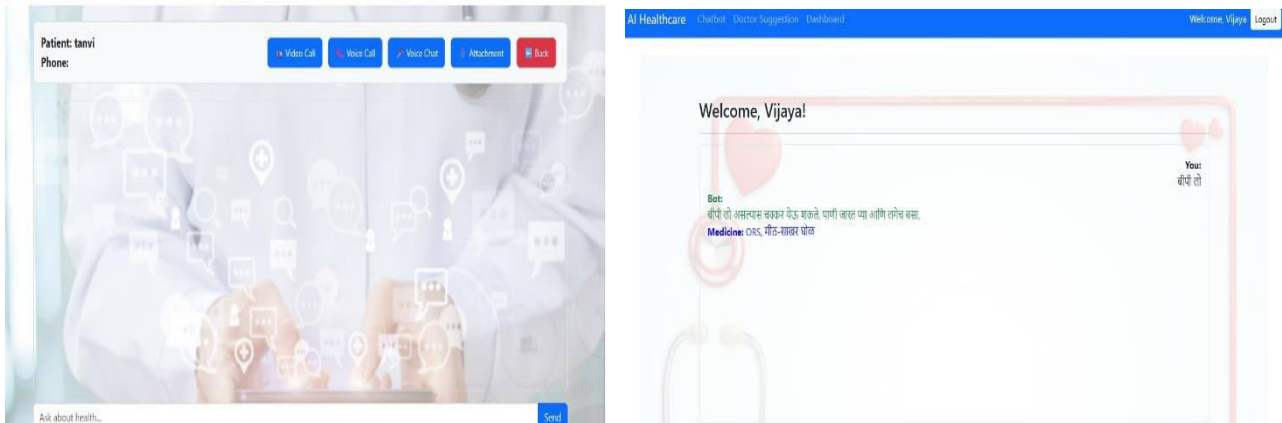 Patient: tanvi
Phone:
Video Call
Voice Call
Voice Chat
Attachment
Back
Ask about health...
Send
AI Healthcare
Chatbot
Doctor Suggestion
Dashboard
Welcome, Vijaya
Logout
Welcome, Vijaya!
You:
बीपी लो
Bot:
बीपी लो असल्यास चक्कर येऊ शकते. पाणी जास्त प्या आणि लगेच बसा.
Medicine: ORS, मीठ-साखर घोळ